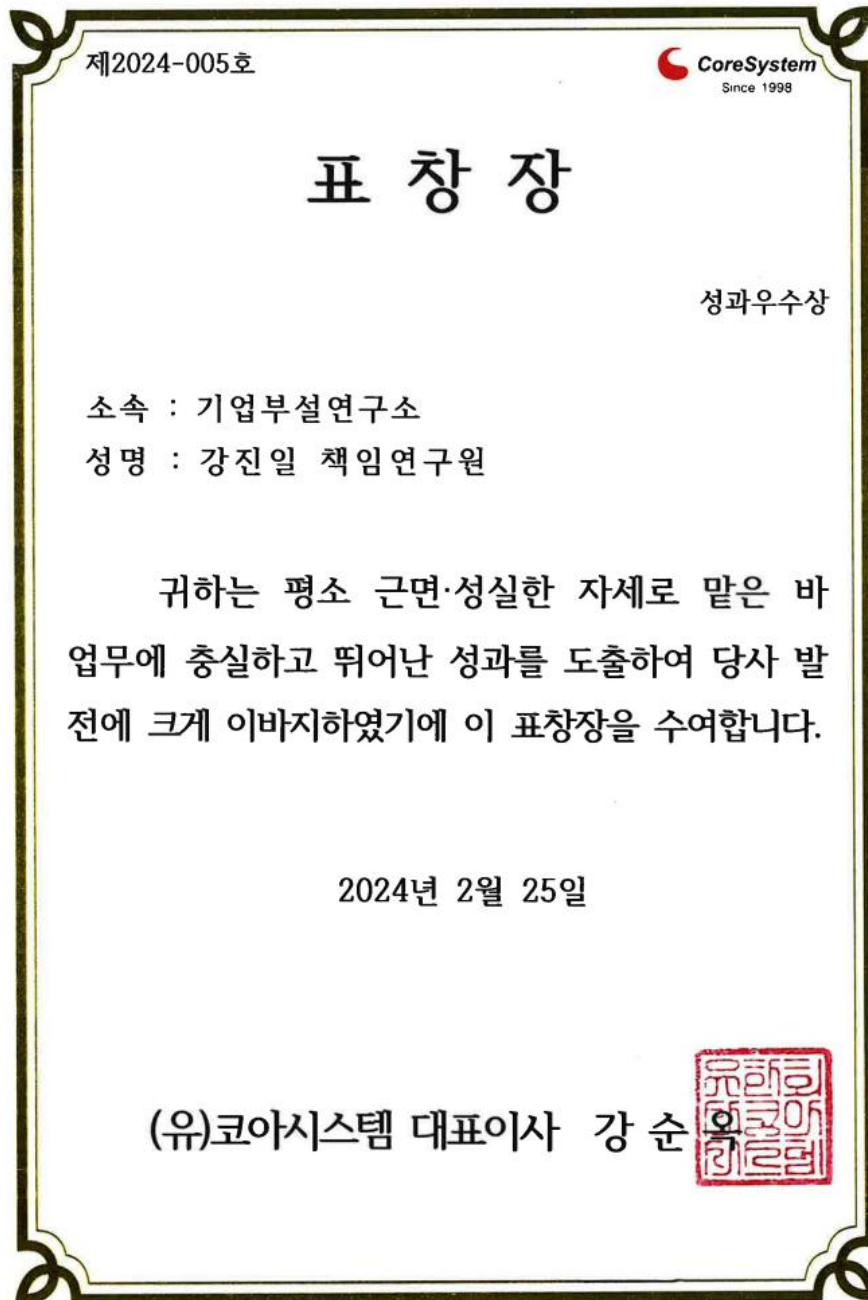 제2024-005호
CoreSystem
Since 1998
표 창 장
성과우수상
소속 : 기업부설연구소
성명 : 강진일 책임연구원
귀하는 평소 근면·성실한 자세로 맡은 바
업무에 충실하고 뛰어난 성과를 도출하여 당사 발
전에 크게 이바지하였기에 이 표창장을 수여합니다.
2024년 2월 25일
(유)코아시스템 대표이사 강 순 옥